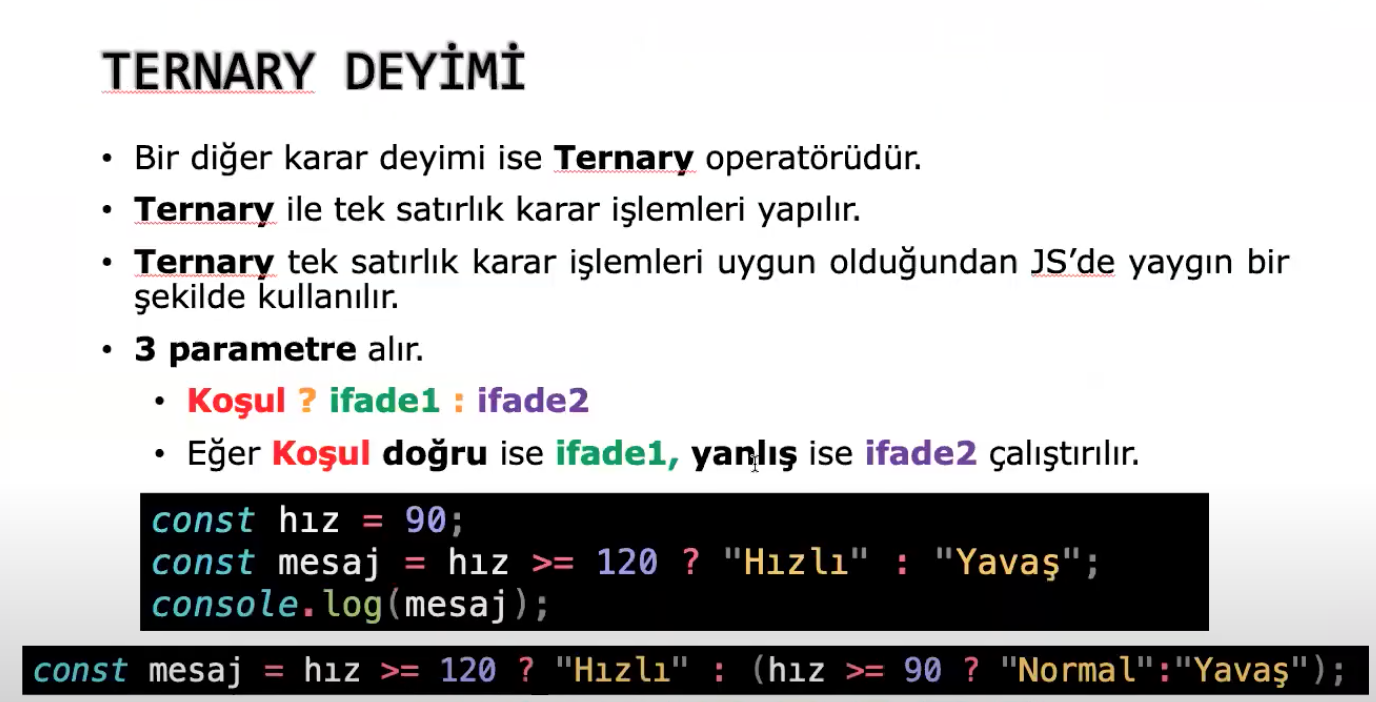 TERNARY DEYİMİ
• Bir diğer karar deyimi ise Ternary operatörüdür.
• Ternary ile tek satırlık karar işlemleri yapılır.
• Ternary tek satırlık karar işlemleri uygun olduğundan JS’de yaygın bir
şekilde kullanılır.
• 3 parametre alır.
• Koşul ? ifade1 : ifade2
• Eğer Koşul doğru ise ifade1, yanlış ise ifade2 çalıştırılır.
const hız = 90;
const mesaj = hız >= 120 ? "Hızlı" : "Yavaş";
console.log(mesaj);
const mesaj = hız >= 120 ? "Hızlı" : (hız >= 90 ? "Normal":"Yavaş");